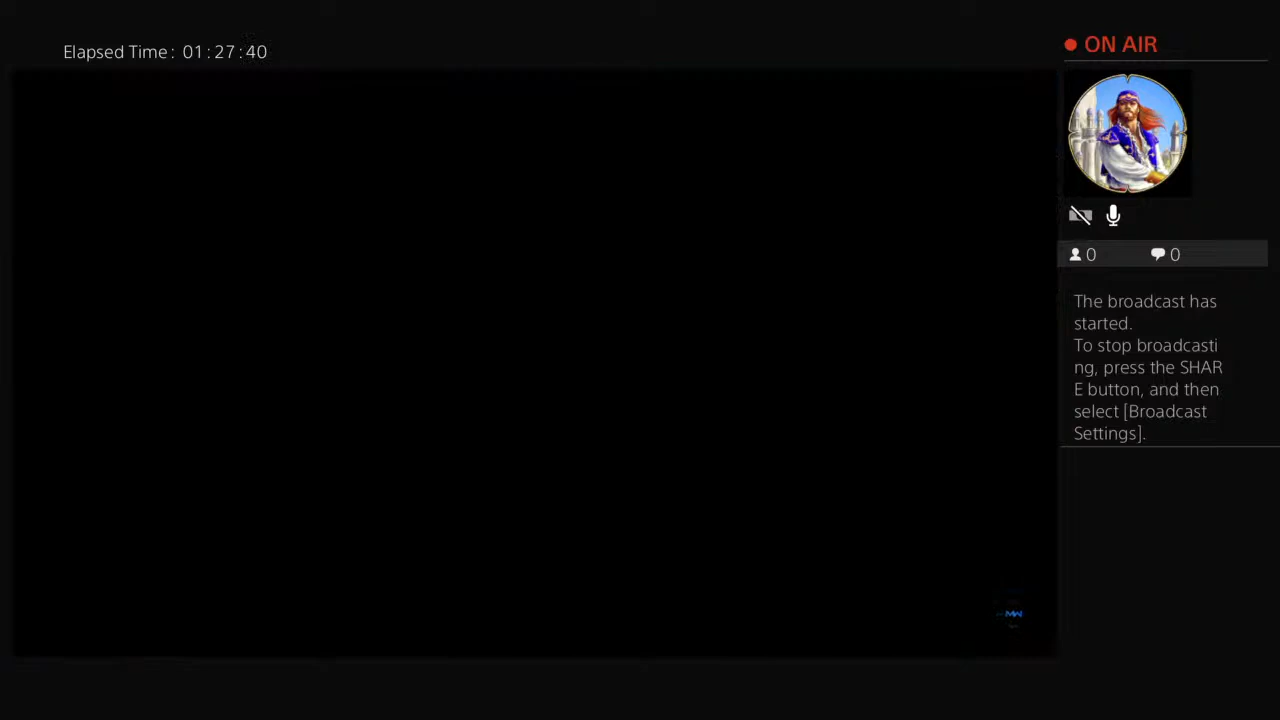 Elapsed Time: 01:27:40
ON AIR
0 0
The broadcast has
started.
To stop broadcasti
ng, press the SHAR
E button, and then
select [Broadcast
Settings].
MW